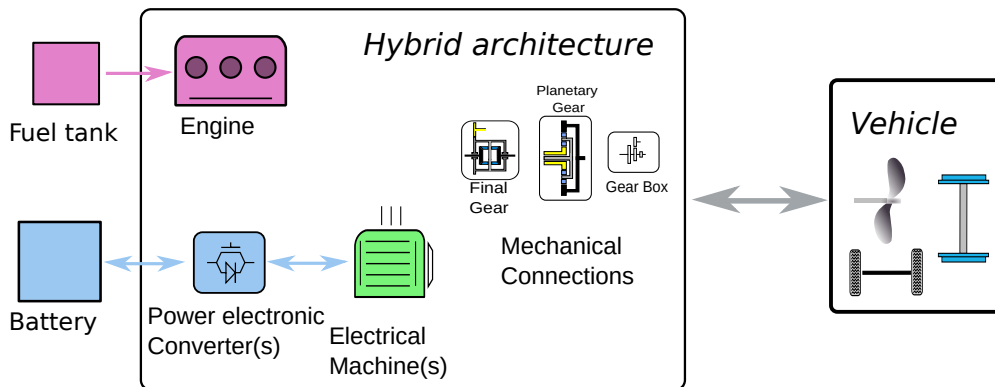 Hybrid architecture
Fuel tank
Engine
Planetary
Gear
Final
Gear
Gear Box
Mechanical
Connections
Battery
Power electronic
Converter(s)
Electrical
Machine(s)
Vehicle